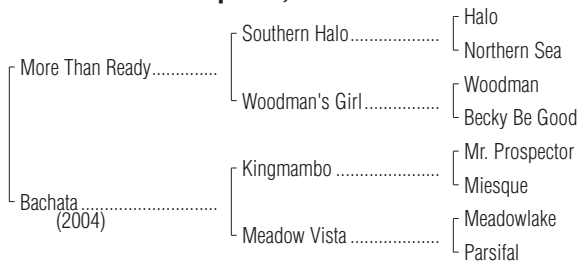 Halo
Southern Halo
Northern Sea
More Than Ready
Woodman
Woodman's Girl
Becky Be Good
Mr. Prospector
Kingmambo
Miesque
Bachata
(2004)
Meadowlake
Meadow Vista
Parsifal